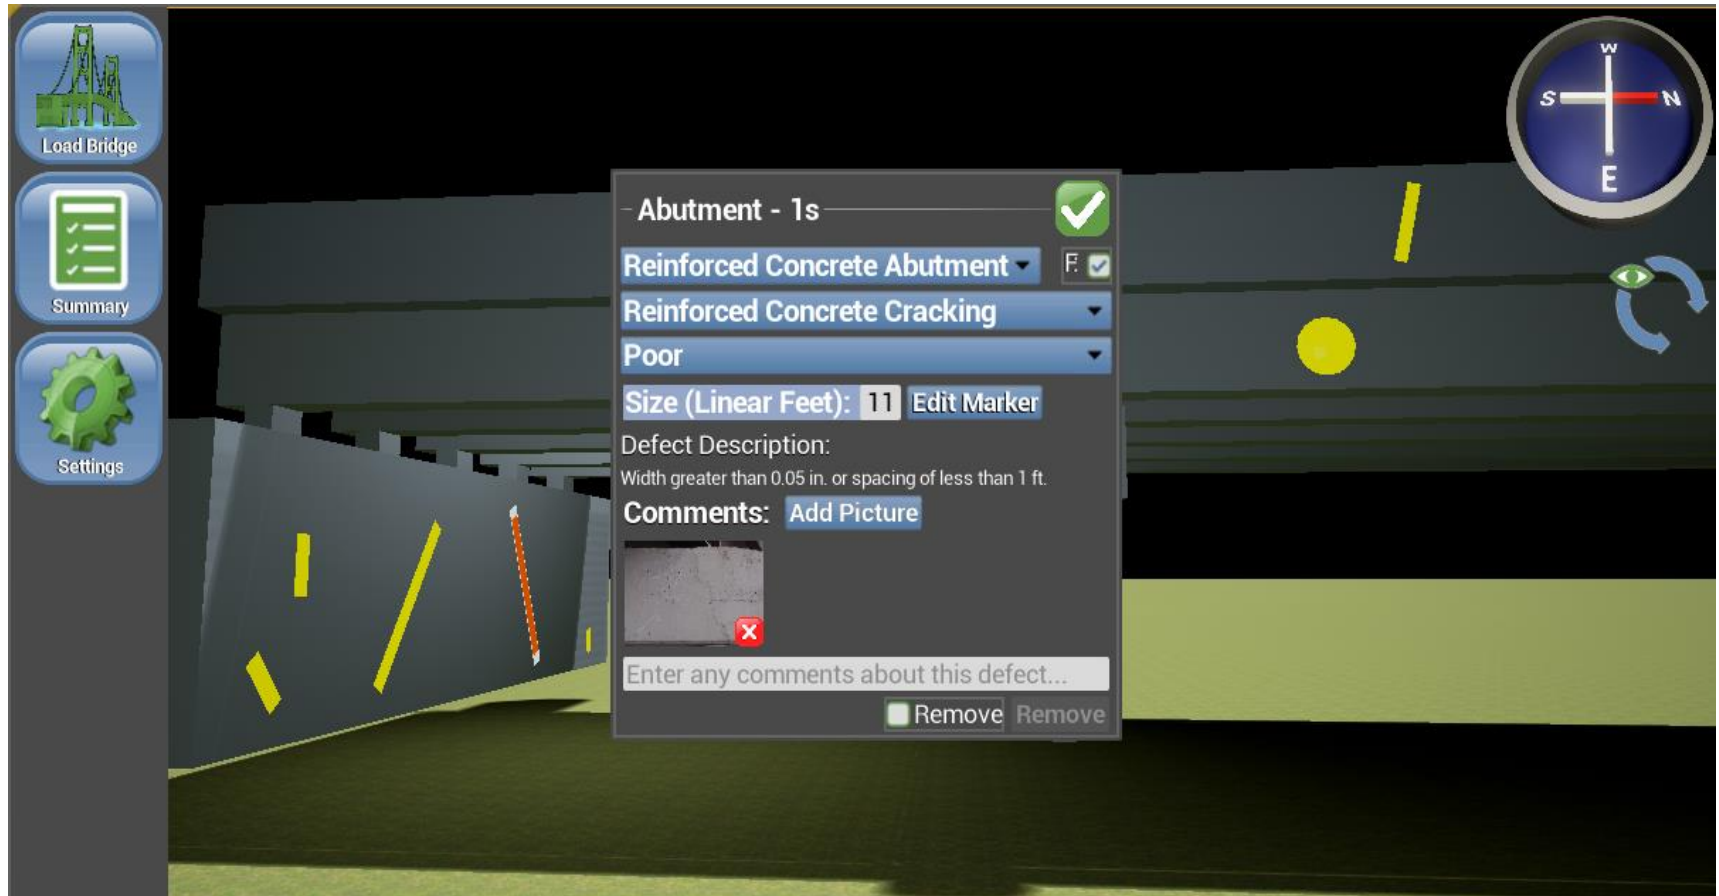 Load Bridge
Summary
Settings
Abutment - 1s
Reinforced Concrete Abutment
F.
Reinforced Concrete Cracking
Poor
Size (Linear Feet): 11 Edit Marker
Defect Description:
Width greater than 0.05 in. or spacing of less than 1 ft.
Comments: Add Picture
Enter any comments about this defect...
Remove Remove
W
S N
E